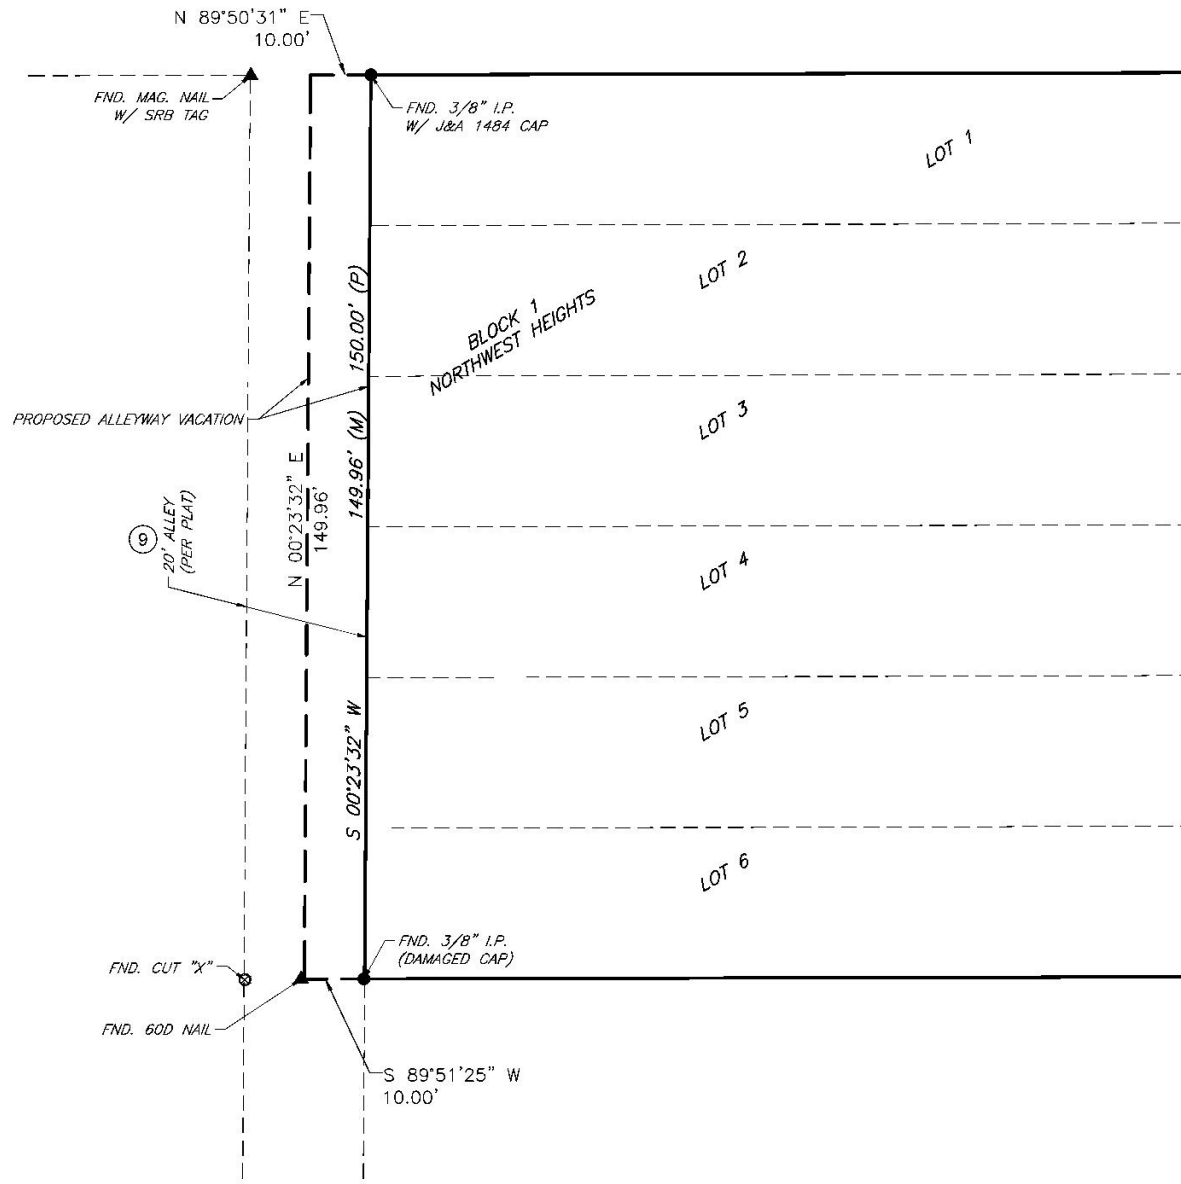 N 89°50'31" E
10.00'
FND. MAG. NAIL
W/ SRB TAG
FND. 3/8" I.P.
W/ J&A 1484 CAP
LOT 1
LOT 2
BLOCK 1
NORTHWEST HEIGHTS
150.00' (P)
149.96' (M)
PROPOSED ALLEYWAY VACATION
LOT 3
N 00°23'32" E
149.96'
9
20' ALLEY
(PER PLAT)
LOT 4
S 00°23'32" W
LOT 5
LOT 6
FND. 3/8" I.P.
(DAMAGED CAP)
FND. CUT "X"
FND. 60D NAIL
S 89°51'25" W
10.00'